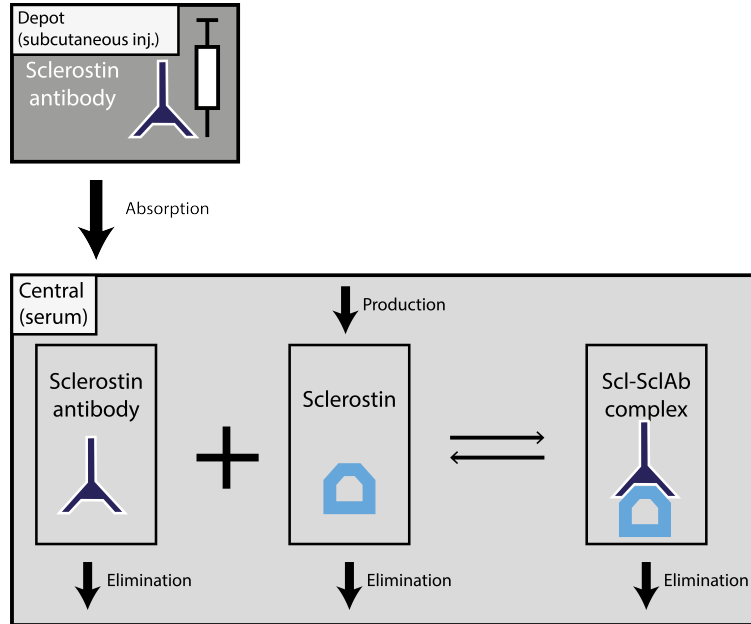 Depot
(subcutaneous inj.)
Sclerostin
antibody
Absorption
Central
(serum)
Production
Sclerostin
antibody
Sclerostin
Scl-SclAb
complex
Elimination
Elimination
Elimination